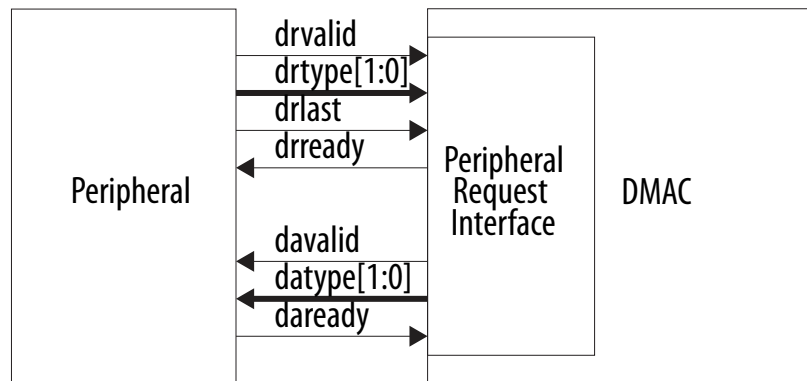 drvalid
drtype[1:0]
drlast
drready
Peripheral
Peripheral
Request
Interface
DMAC
davalid
datype[1:0]
daready